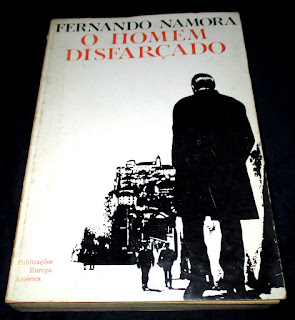 FERNANDO NAMORA
O HOMEM
DISFARÇADO
Publicações
Europa
América